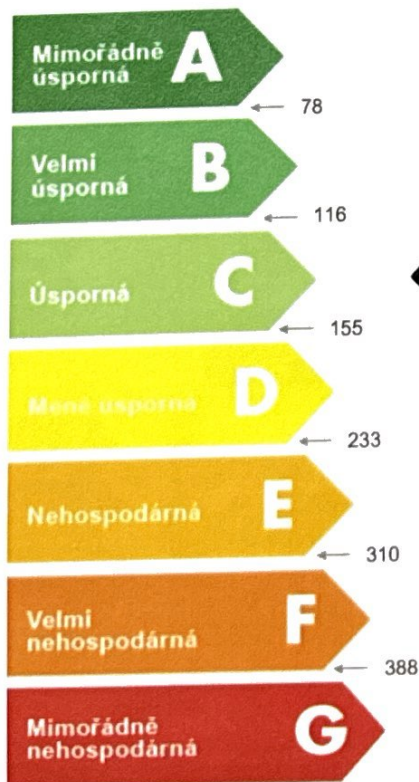 Mimořádně
úsporná
A
78
Velmi
úsporná
B
116
Úsporná
C
155
Méně úsporná
D
233
Nehospodárná
E
310
Velmi
nehospodárná
F
388
Mimořádně
nehospodárná
G